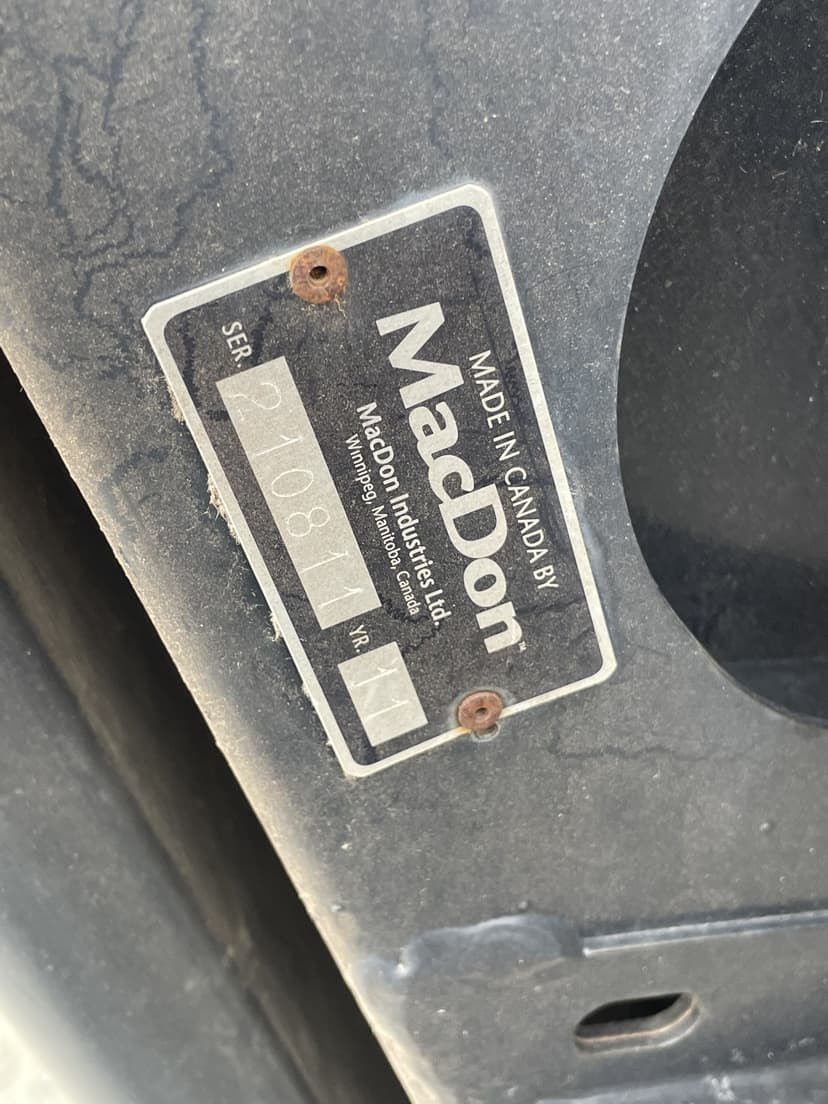 MADE IN CANADA BY
MacDon™
MacDon Industries Ltd.
Winnipeg, Manitoba, Canada
SER. 210811 YR. 11